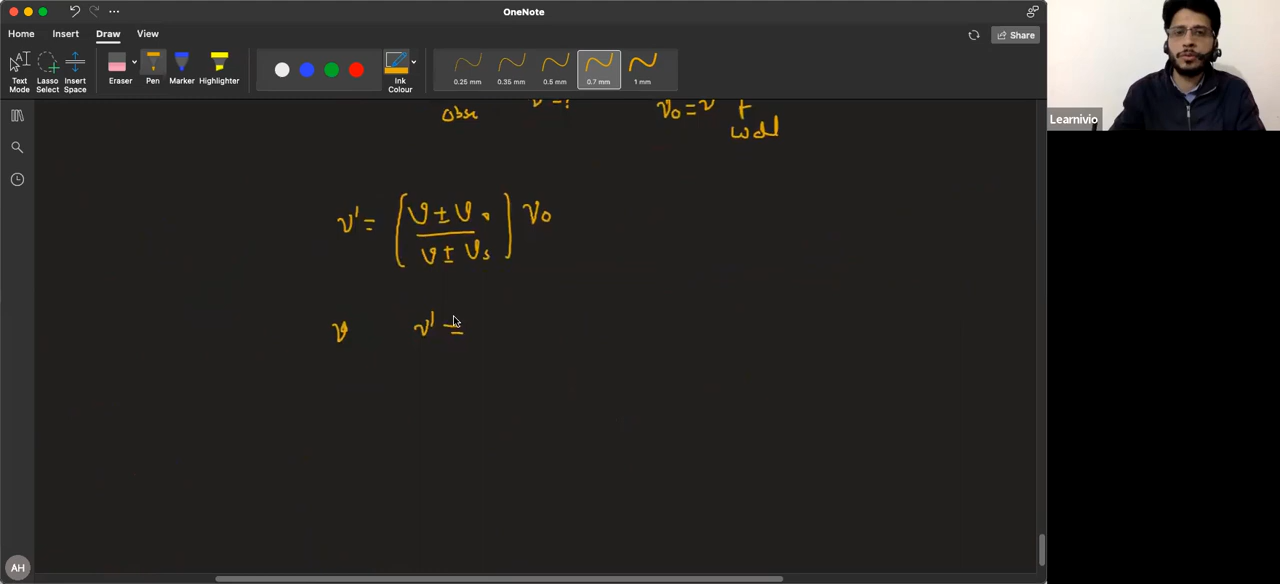 OneNote
Home Insert Draw View
Share
Text Mode
Lasso Select
Insert Space
Eraser
Pen
Marker
Highlighter
Ink Colour
0.25 mm
0.35 mm
0.5 mm
0.7 mm
1 mm
Learnivio
obse ν'=? ν₀=ν
wall
ν' = (v ± v₀ / v ± vₛ) ν₀
v ν' =
AH